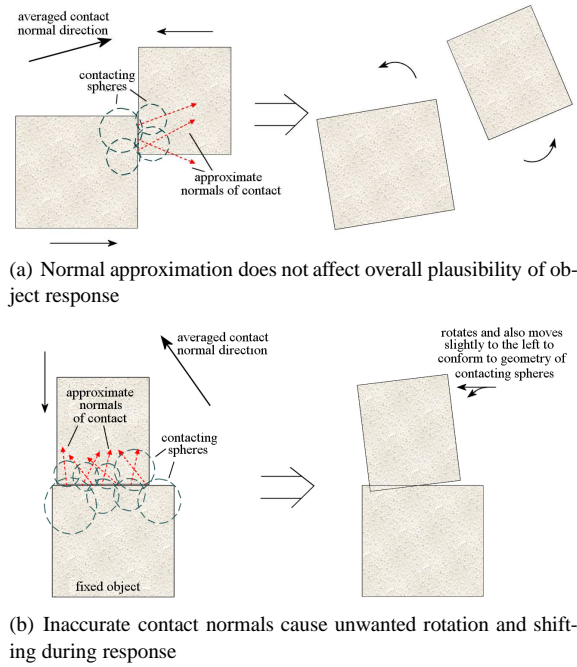 averaged contact
normal direction
contacting
spheres
approximate
normals of contact
(a) Normal approximation does not affect overall plausibility of ob-
ject response
averaged contact
normal direction
rotates and also moves
slightly to the left to
conform to geometry of
contacting spheres
approximate
normals
of contact
contacting
spheres
fixed object
(b) Inaccurate contact normals cause unwanted rotation and shift-
ing during response